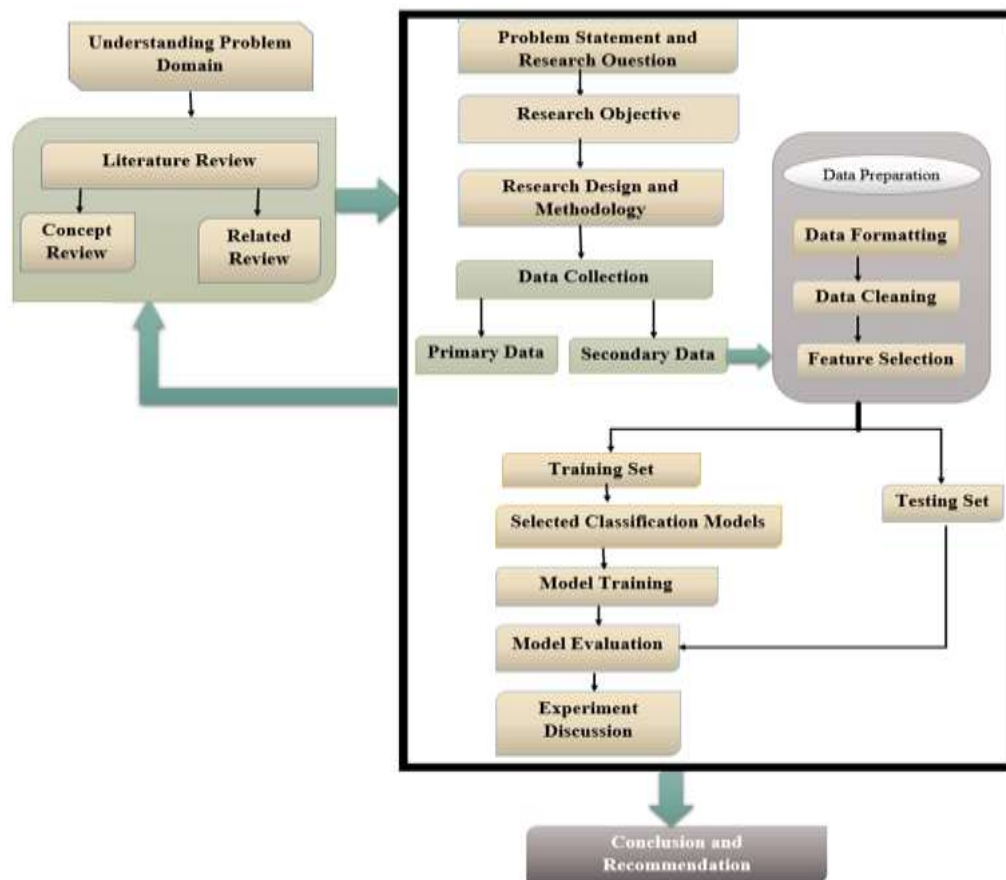 Understanding Problem
Domain
Literature Review
Concept
Review
Related
Review
Problem Statement and
Research Ouestion
Research Objective
Research Design and
Methodology
Data Collection
Primary Data
Secondary Data
Data Preparation
Data Formatting
Data Cleaning
Feature Selection
Training Set
Testing Set
Selected Classification Models
Model Training
Model Evaluation
Experiment
Discussion
Conclusion and
Recommendation